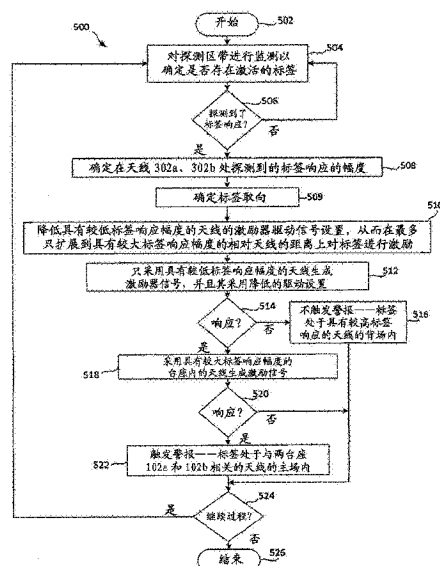 500
开始
502
对探测区带进行监测以
确定是否存在激活的标签
504
探测到了
标签响应?
506
否
是
确定在天线 302a、302b 处探测到的标签响应的幅度
508
确定标签取向
509
510
降低具有较低标签响应幅度的天线的激励器驱动信号设置,从而在最多
只扩展到具有较大标签响应幅度的相对天线的距离上对标签进行激励
只采用具有较低标签响应幅度的天线生成
激励器信号,并且其采用降低的驱动设置
512
514
响应?
否
是
不触发警报——标签
处于具有较高标签
响应的天线的背场内
516
采用具有较大标签响应幅度的
台座内的天线生成激励信号
518
520
响应?
否
是
触发警报——标签处于与两台座
102a 和 102b 相关的天线的主场内
522
524
继续过程?
是
否
结束
526